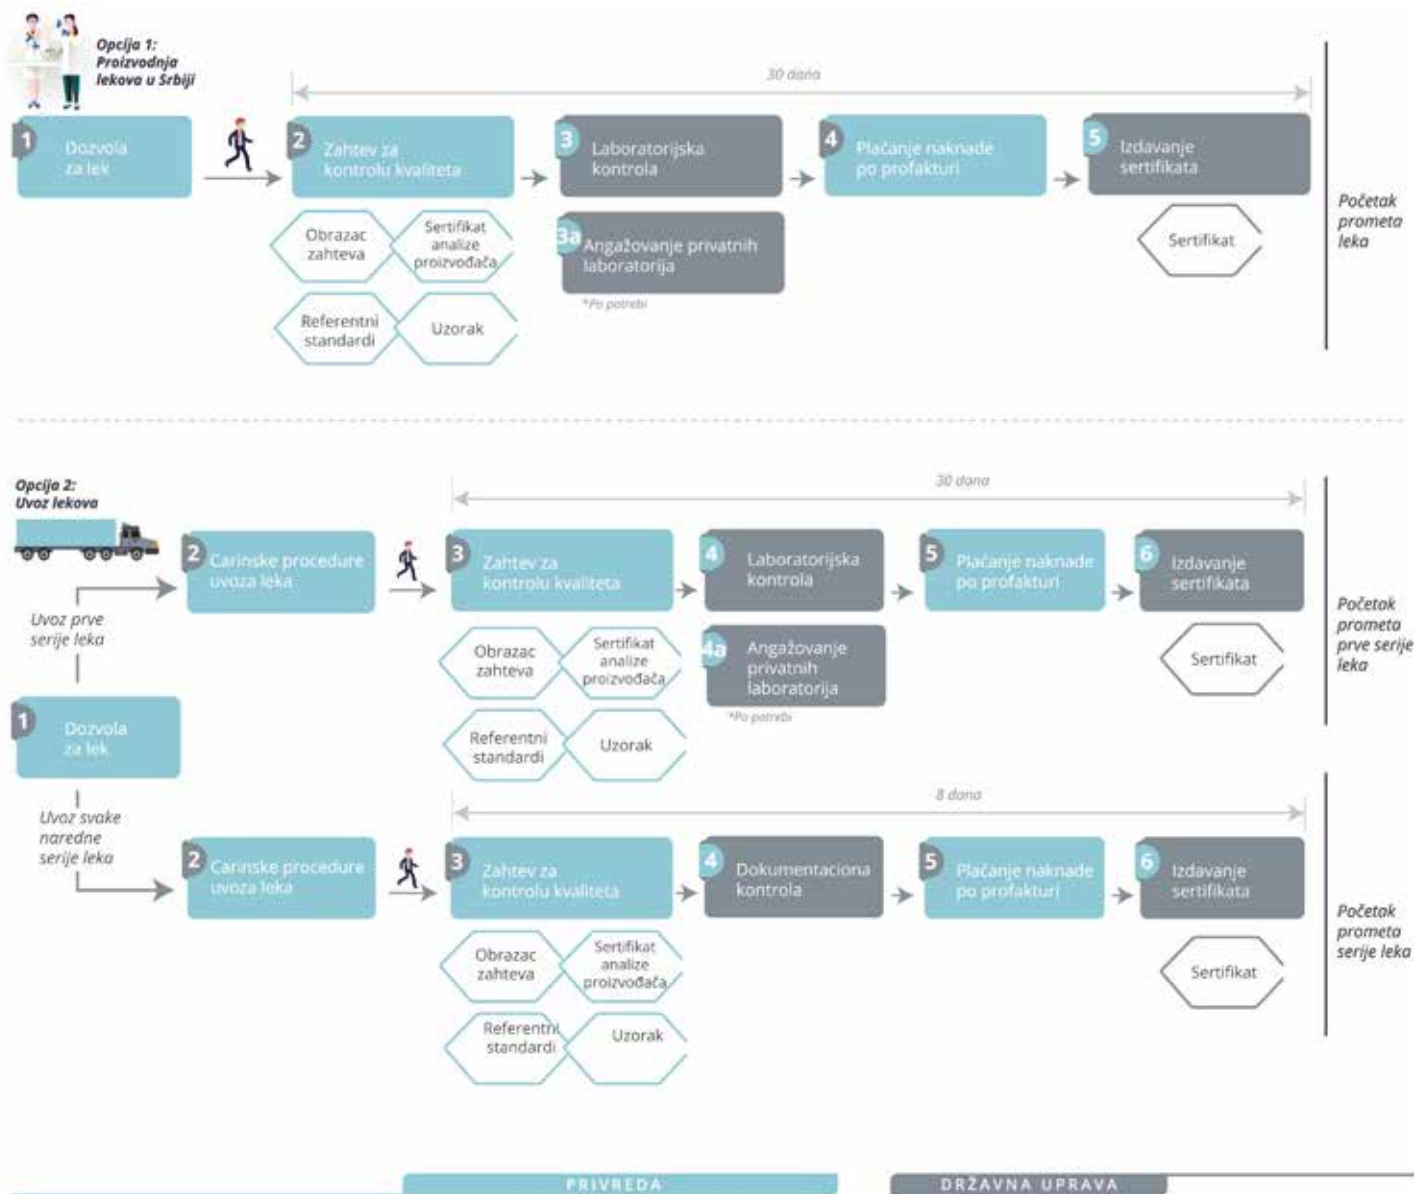 Opcija 1:
Proizvodnja
lekova u Srbiji
30 dana
1
Dozvola
za lek
2
Zahtev za
kontrolu kvaliteta
3
Laboratorijska
kontrola
4
Plaćanje naknade
po profakturi
5
Izdavanje
sertifikata
Početak
prometa
leka
Obrazac
zahteva
Sertifikat
analize
proizvođača
Referentni
standardi
Uzorak
3a
Angažovanje privatnih
laboratorija
*Po potrebi
Sertifikat
Opcija 2:
Uvoz lekova
30 dana
Uvoz prve
serije leka
2
Carinske procedure
uvoza leka
3
Zahtev za
kontrolu kvaliteta
4
Laboratorijska
kontrola
5
Plaćanje naknade
po profakturi
6
Izdavanje
sertifikata
Početak
prometa
prve serije
leka
Obrazac
zahteva
Sertifikat
analize
proizvođača
Referentni
standardi
Uzorak
4a
Angažovanje
privatnih
laboratorija
*Po potrebi
Sertifikat
1
Dozvola
za lek
8 dana
Uvoz svake
naredne
serije leka
2
Carinske procedure
uvoza leka
3
Zahtev za
kontrolu kvaliteta
4
Dokumentaciona
kontrola
5
Plaćanje naknade
po profakturi
6
Izdavanje
sertifikata
Početak
prometa
serije leka
Obrazac
zahteva
Sertifikat
analize
proizvođača
Referentni
standardi
Uzorak
Sertifikat
PRIVREDA
DRŽAVNA UPRAVA